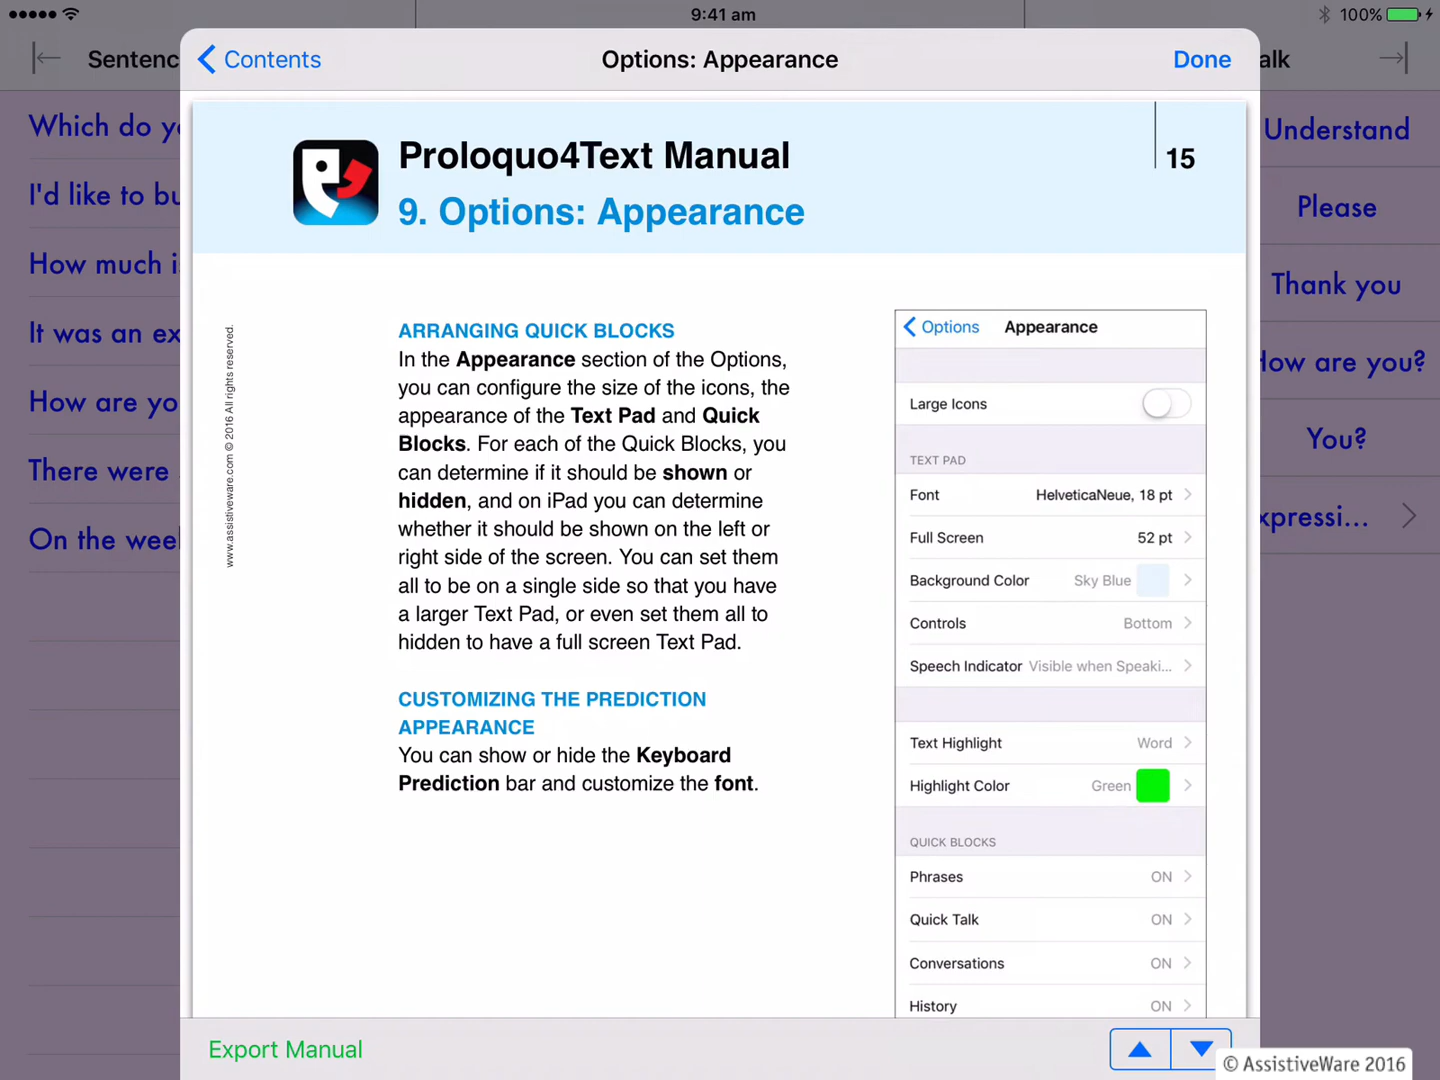 9:41 am
100%
Sentenc
Contents
Options: Appearance
Done
alk
Which do yo
I'd like to bu
How much is
It was an ex
How are yo
There were
On the week
Understand
Please
Thank you
How are you?
You?
xpressi...
Proloquo4Text Manual
15
9. Options: Appearance
www.assistiveware.com © 2016 All rights reserved.
ARRANGING QUICK BLOCKS
In the Appearance section of the Options,
you can configure the size of the icons, the
appearance of the Text Pad and Quick
Blocks. For each of the Quick Blocks, you
can determine if it should be shown or
hidden, and on iPad you can determine
whether it should be shown on the left or
right side of the screen. You can set them
all to be on a single side so that you have
a larger Text Pad, or even set them all to
hidden to have a full screen Text Pad.
CUSTOMIZING THE PREDICTION
APPEARANCE
You can show or hide the Keyboard
Prediction bar and customize the font.
Options Appearance
Large Icons
TEXT PAD
Font HelveticaNeue, 18 pt
Full Screen 52 pt
Background Color Sky Blue
Controls Bottom
Speech Indicator Visible when Speaki...
Text Highlight Word
Highlight Color Green
QUICK BLOCKS
Phrases ON
Quick Talk ON
Conversations ON
History ON
Export Manual
© AssistiveWare 2016